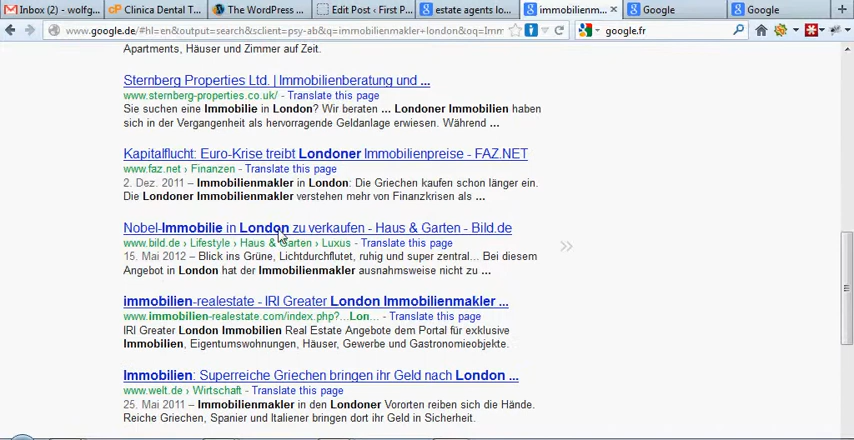 Inbox (2) - wolfg...
Clinica Dental T...
The WordPress ...
Edit Post ‹ First P...
estate agents lo...
immobilienm...
Google
Google
www.google.de/#hl=en&output=search&sclient=psy-ab&q=immobilienmakler+london&oq=Imm
google.fr
Apartments, Häuser und Zimmer auf Zeit.
Sternberg Properties Ltd. | Immobilienberatung und ...
www.sternberg-properties.co.uk/ - Translate this page
Sie suchen eine Immobilie in London? Wir beraten ... Londoner Immobilien haben
sich in der Vergangenheit als hervorragende Geldanlage erwiesen. Während ...
Kapitalflucht: Euro-Krise treibt Londoner Immobilienpreise - FAZ.NET
www.faz.net › Finanzen - Translate this page
2. Dez. 2011 – Immobilienmakler in London: Die Griechen kaufen schon länger ein.
Die Londoner Immobilienmakler verstehen mehr von Finanzkrisen als ...
Nobel-Immobilie in London zu verkaufen - Haus & Garten - Bild.de
www.bild.de › Lifestyle › Haus & Garten › Luxus - Translate this page
15. Mai 2012 – Blick ins Grüne, Lichtdurchflutet, ruhig und super zentral... Bei diesem
Angebot in London hat der Immobilienmakler ausnahmsweise nicht zu ...
immobilien-realestate - IRI Greater London Immobilienmakler ...
www.immobilien-realestate.com/index.php?...Lon... - Translate this page
IRI Greater London Immobilien Real Estate Angebote dem Portal für exklusive
Immobilien, Eigentumswohnungen, Häuser, Gewerbe und Gastronomieobjekte.
Immobilien: Superreiche Griechen bringen ihr Geld nach London ...
www.welt.de › Wirtschaft - Translate this page
25. Mai 2011 – Immobilienmakler in den Londoner Vororten reiben sich die Hände.
Reiche Griechen, Spanier und Italiener bringen dort ihr Geld in Sicherheit.